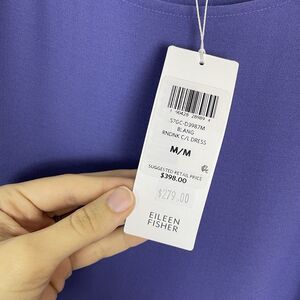 S7GC-D3987M
BLANG
RNDNK C/L DRESS
M/M
SUGGESTED RETAIL PRICE
$398.00
$279.00
EILEEN
FISHER